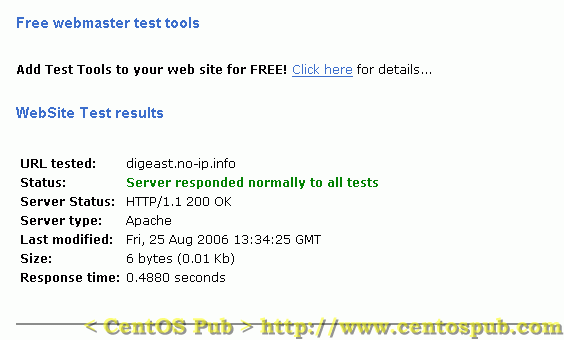 Free webmaster test tools
Add Test Tools to your web site for FREE! Click here for details...
WebSite Test results
URL tested: digeast.no-ip.info
Status: Server responded normally to all tests
Server Status: HTTP/1.1 200 OK
Server type: Apache
Last modified: Fri, 25 Aug 2006 13:34:25 GMT
Size: 6 bytes (0.01 Kb)
Response time: 0.4880 seconds
< CentOS Pub > http://www.centospub.com